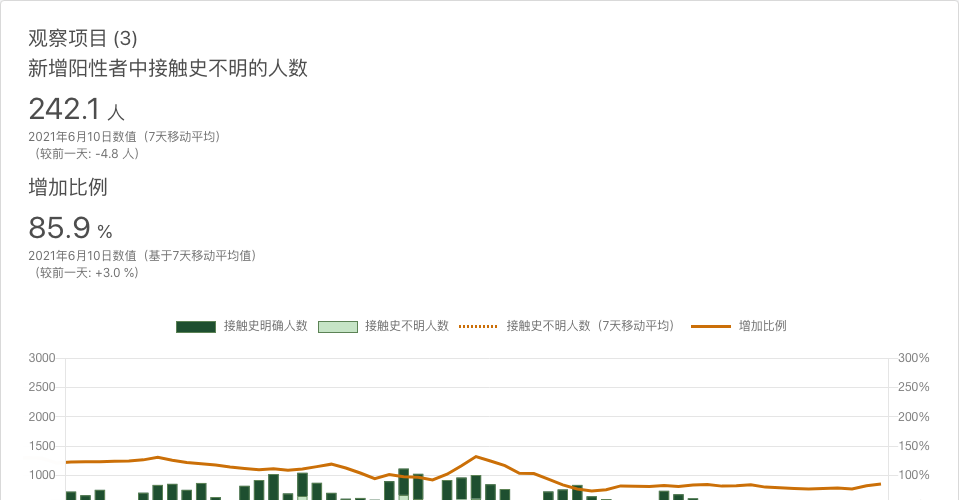 观察项目 (3)
新增阳性者中接触史不明的人数
242.1 人
2021年6月10日数值（7天移动平均）
（较前一天: -4.8 人）
增加比例
85.9 %
2021年6月10日数值（基于7天移动平均值）
（较前一天: +3.0 %）
接触史明确人数 接触史不明人数 接触史不明人数（7天移动平均） 增加比例
3000 300%
2500 250%
2000 200%
1500 150%
1000 100%